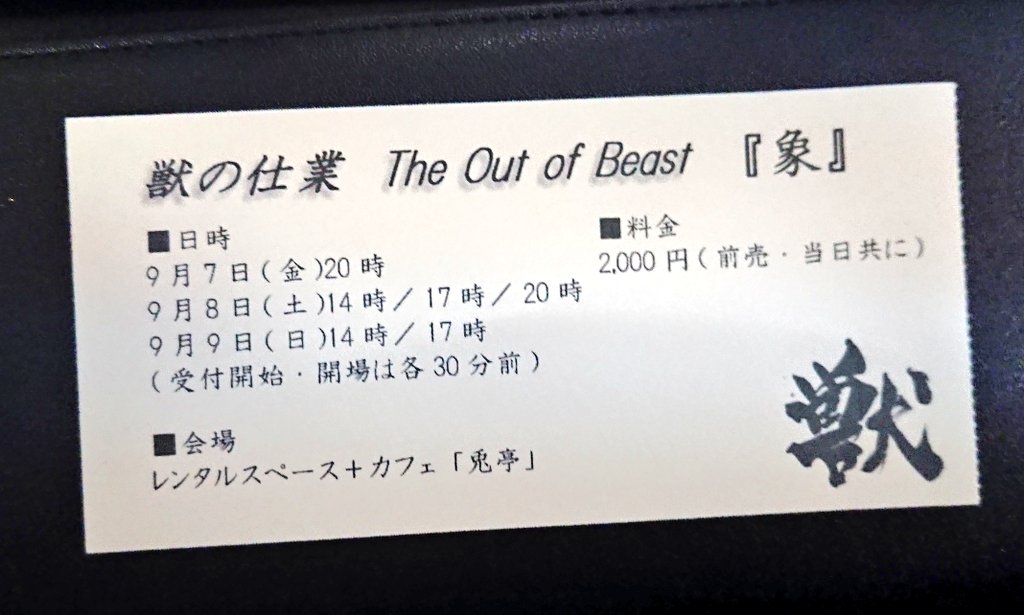 獣の仕業 The Out of Beast 『象』
■日時
9月7日(金)20時
9月8日(土)14時／17時／20時
9月9日(日)14時／17時
(受付開始・開場は各30分前)
■料金
2,000円(前売・当日共に)
■会場
レンタルスペース+カフェ「兎亭」
獣